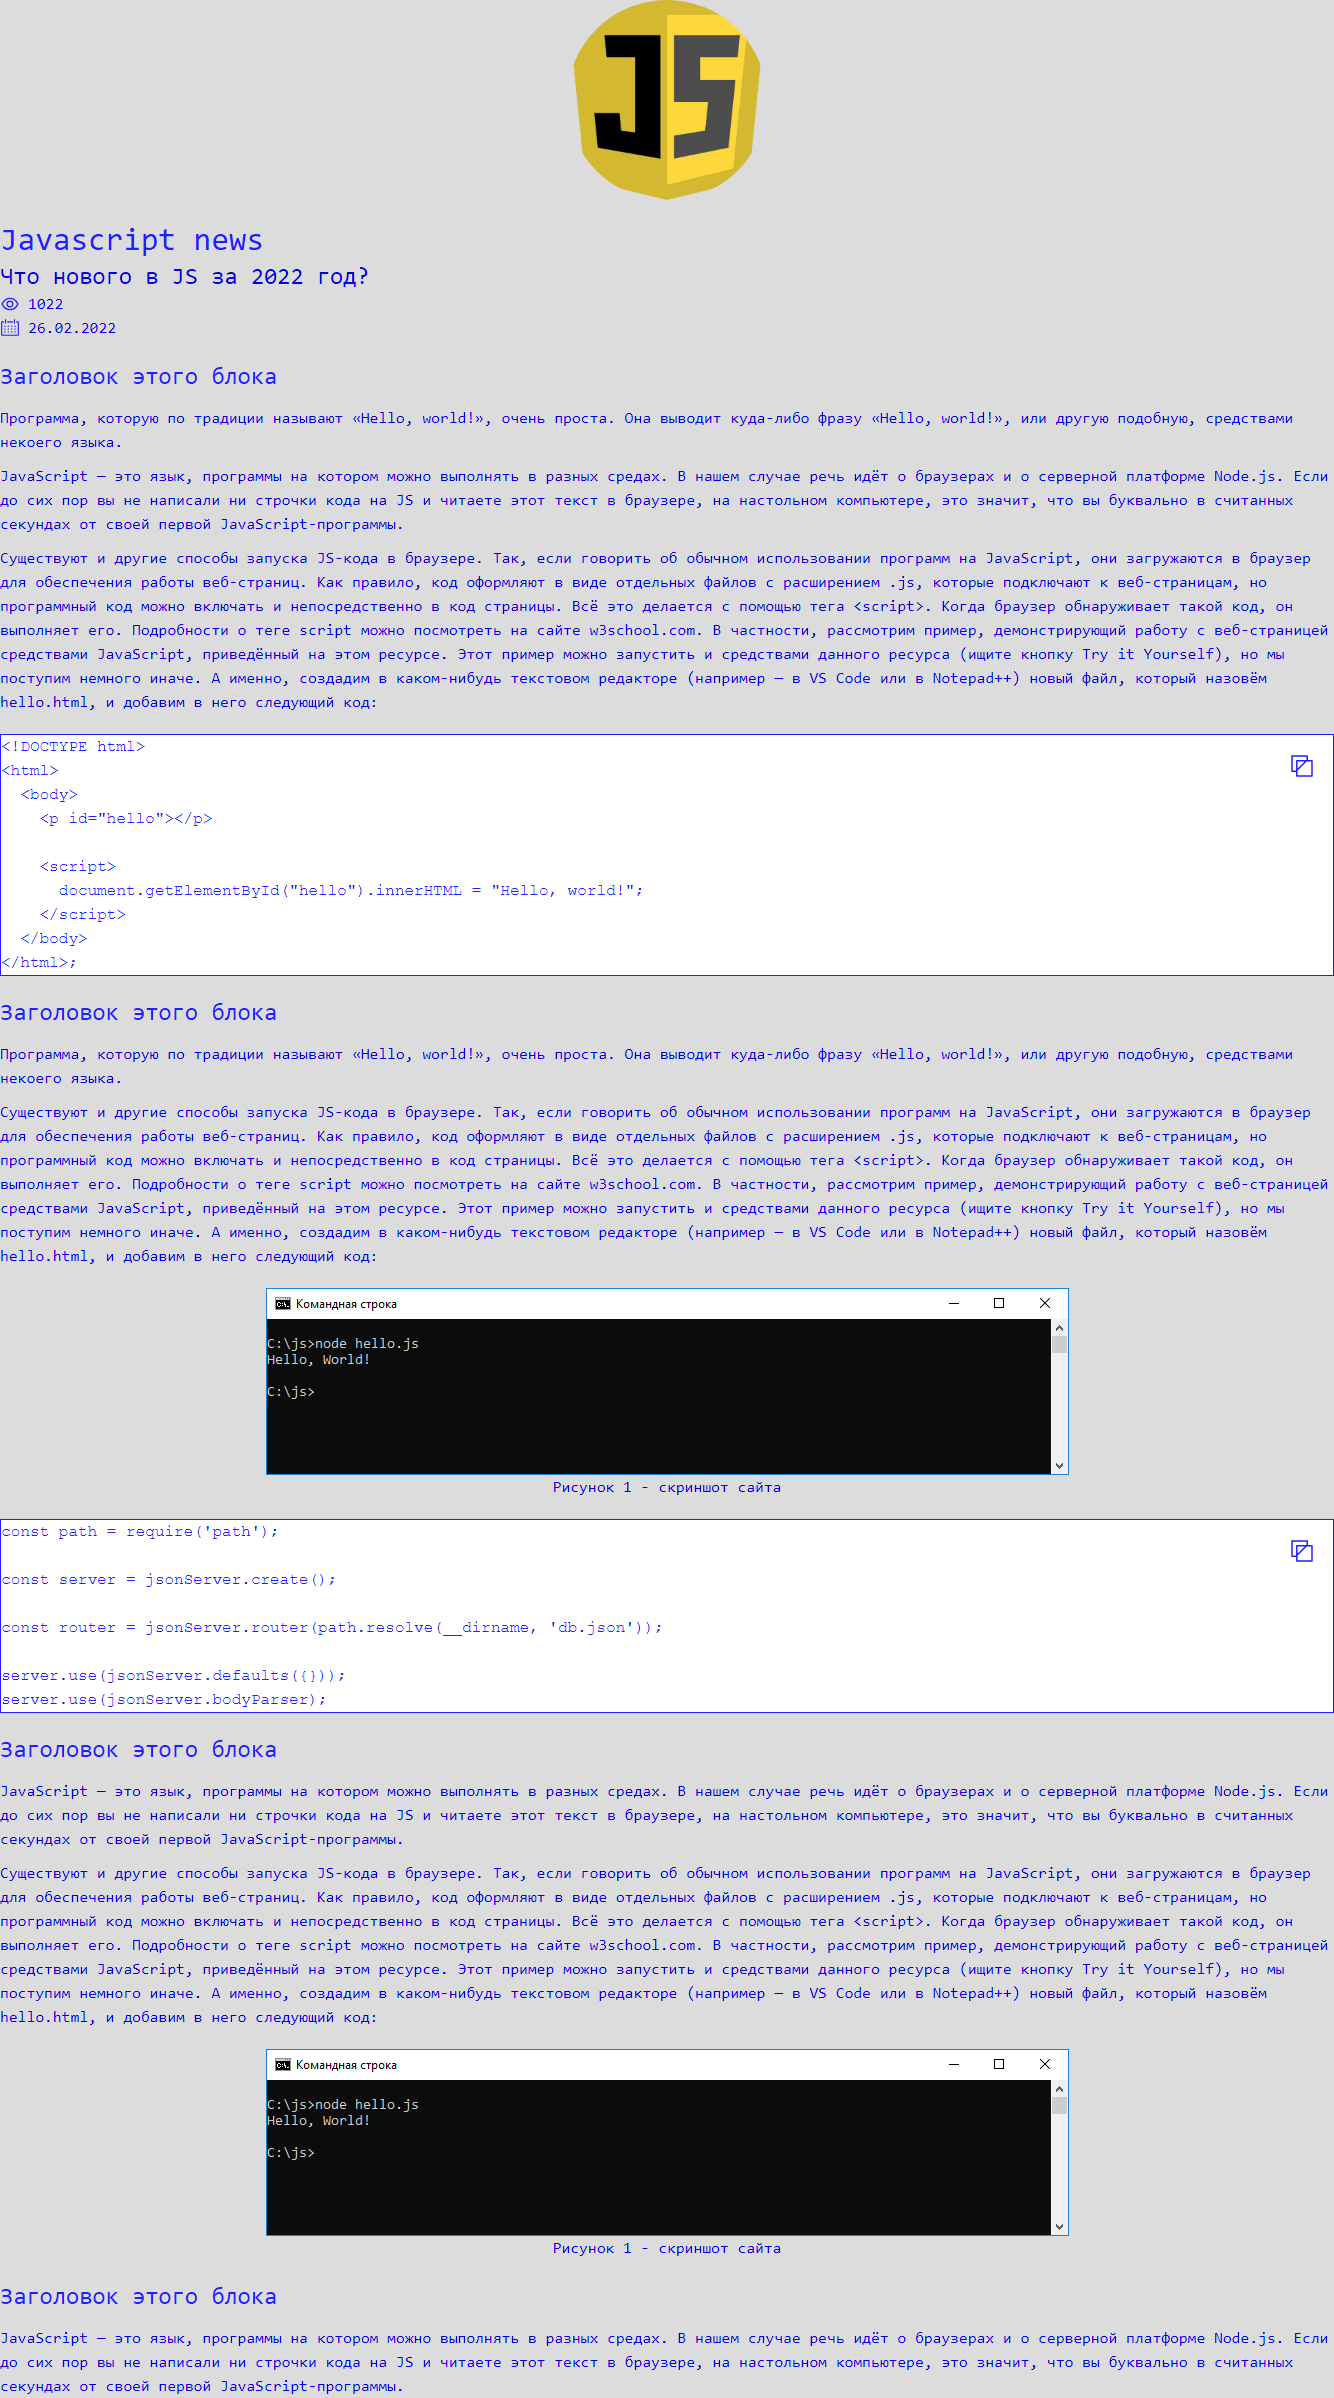 JS
Javascript news
Что нового в JS за 2022 год?
1022
26.02.2022
Заголовок этого блока
Программа, которую по традиции называют «Hello, world!», очень проста. Она выводит куда-либо фразу «Hello, world!», или другую подобную, средствами
некоего языка.
JavaScript — это язык, программы на котором можно выполнять в разных средах. В нашем случае речь идёт о браузерах и о серверной платформе Node.js. Если
до сих пор вы не написали ни строчки кода на JS и читаете этот текст в браузере, на настольном компьютере, это значит, что вы буквально в считанных
секундах от своей первой JavaScript-программы.
Существуют и другие способы запуска JS-кода в браузере. Так, если говорить об обычном использовании программ на JavaScript, они загружаются в браузер
для обеспечения работы веб-страниц. Как правило, код оформляют в виде отдельных файлов с расширением .js, которые подключают к веб-страницам, но
программный код можно включать и непосредственно в код страницы. Всё это делается с помощью тега <script>. Когда браузер обнаруживает такой код, он
выполняет его. Подробности о теге script можно посмотреть на сайте w3school.com. В частности, рассмотрим пример, демонстрирующий работу с веб-страницей
средствами JavaScript, приведённый на этом ресурсе. Этот пример можно запустить и средствами данного ресурса (ищите кнопку Try it Yourself), но мы
поступим немного иначе. А именно, создадим в каком-нибудь текстовом редакторе (например — в VS Code или в Notepad++) новый файл, который назовём
hello.html, и добавим в него следующий код:
<!DOCTYPE html>
<html>
  <body>
    <p id="hello"></p>
    <script>
      document.getElementById("hello").innerHTML = "Hello, world!";
    </script>
  </body>
</html>;
Заголовок этого блока
Программа, которую по традиции называют «Hello, world!», очень проста. Она выводит куда-либо фразу «Hello, world!», или другую подобную, средствами
некоего языка.
Существуют и другие способы запуска JS-кода в браузере. Так, если говорить об обычном использовании программ на JavaScript, они загружаются в браузер
для обеспечения работы веб-страниц. Как правило, код оформляют в виде отдельных файлов с расширением .js, которые подключают к веб-страницам, но
программный код можно включать и непосредственно в код страницы. Всё это делается с помощью тега <script>. Когда браузер обнаруживает такой код, он
выполняет его. Подробности о теге script можно посмотреть на сайте w3school.com. В частности, рассмотрим пример, демонстрирующий работу с веб-страницей
средствами JavaScript, приведённый на этом ресурсе. Этот пример можно запустить и средствами данного ресурса (ищите кнопку Try it Yourself), но мы
поступим немного иначе. А именно, создадим в каком-нибудь текстовом редакторе (например — в VS Code или в Notepad++) новый файл, который назовём
hello.html, и добавим в него следующий код:
C:\. Командная строка
C:\js>node hello.js
Hello, World!
C:\js>
Рисунок 1 - скриншот сайта
const path = require('path');
const server = jsonServer.create();
const router = jsonServer.router(path.resolve(__dirname, 'db.json'));
server.use(jsonServer.defaults({}));
server.use(jsonServer.bodyParser);
Заголовок этого блока
JavaScript — это язык, программы на котором можно выполнять в разных средах. В нашем случае речь идёт о браузерах и о серверной платформе Node.js. Если
до сих пор вы не написали ни строчки кода на JS и читаете этот текст в браузере, на настольном компьютере, это значит, что вы буквально в считанных
секундах от своей первой JavaScript-программы.
Существуют и другие способы запуска JS-кода в браузере. Так, если говорить об обычном использовании программ на JavaScript, они загружаются в браузер
для обеспечения работы веб-страниц. Как правило, код оформляют в виде отдельных файлов с расширением .js, которые подключают к веб-страницам, но
программный код можно включать и непосредственно в код страницы. Всё это делается с помощью тега <script>. Когда браузер обнаруживает такой код, он
выполняет его. Подробности о теге script можно посмотреть на сайте w3school.com. В частности, рассмотрим пример, демонстрирующий работу с веб-страницей
средствами JavaScript, приведённый на этом ресурсе. Этот пример можно запустить и средствами данного ресурса (ищите кнопку Try it Yourself), но мы
поступим немного иначе. А именно, создадим в каком-нибудь текстовом редакторе (например — в VS Code или в Notepad++) новый файл, который назовём
hello.html, и добавим в него следующий код:
C:\. Командная строка
C:\js>node hello.js
Hello, World!
C:\js>
Рисунок 1 - скриншот сайта
Заголовок этого блока
JavaScript — это язык, программы на котором можно выполнять в разных средах. В нашем случае речь идёт о браузерах и о серверной платформе Node.js. Если
до сих пор вы не написали ни строчки кода на JS и читаете этот текст в браузере, на настольном компьютере, это значит, что вы буквально в считанных
секундах от своей первой JavaScript-программы.